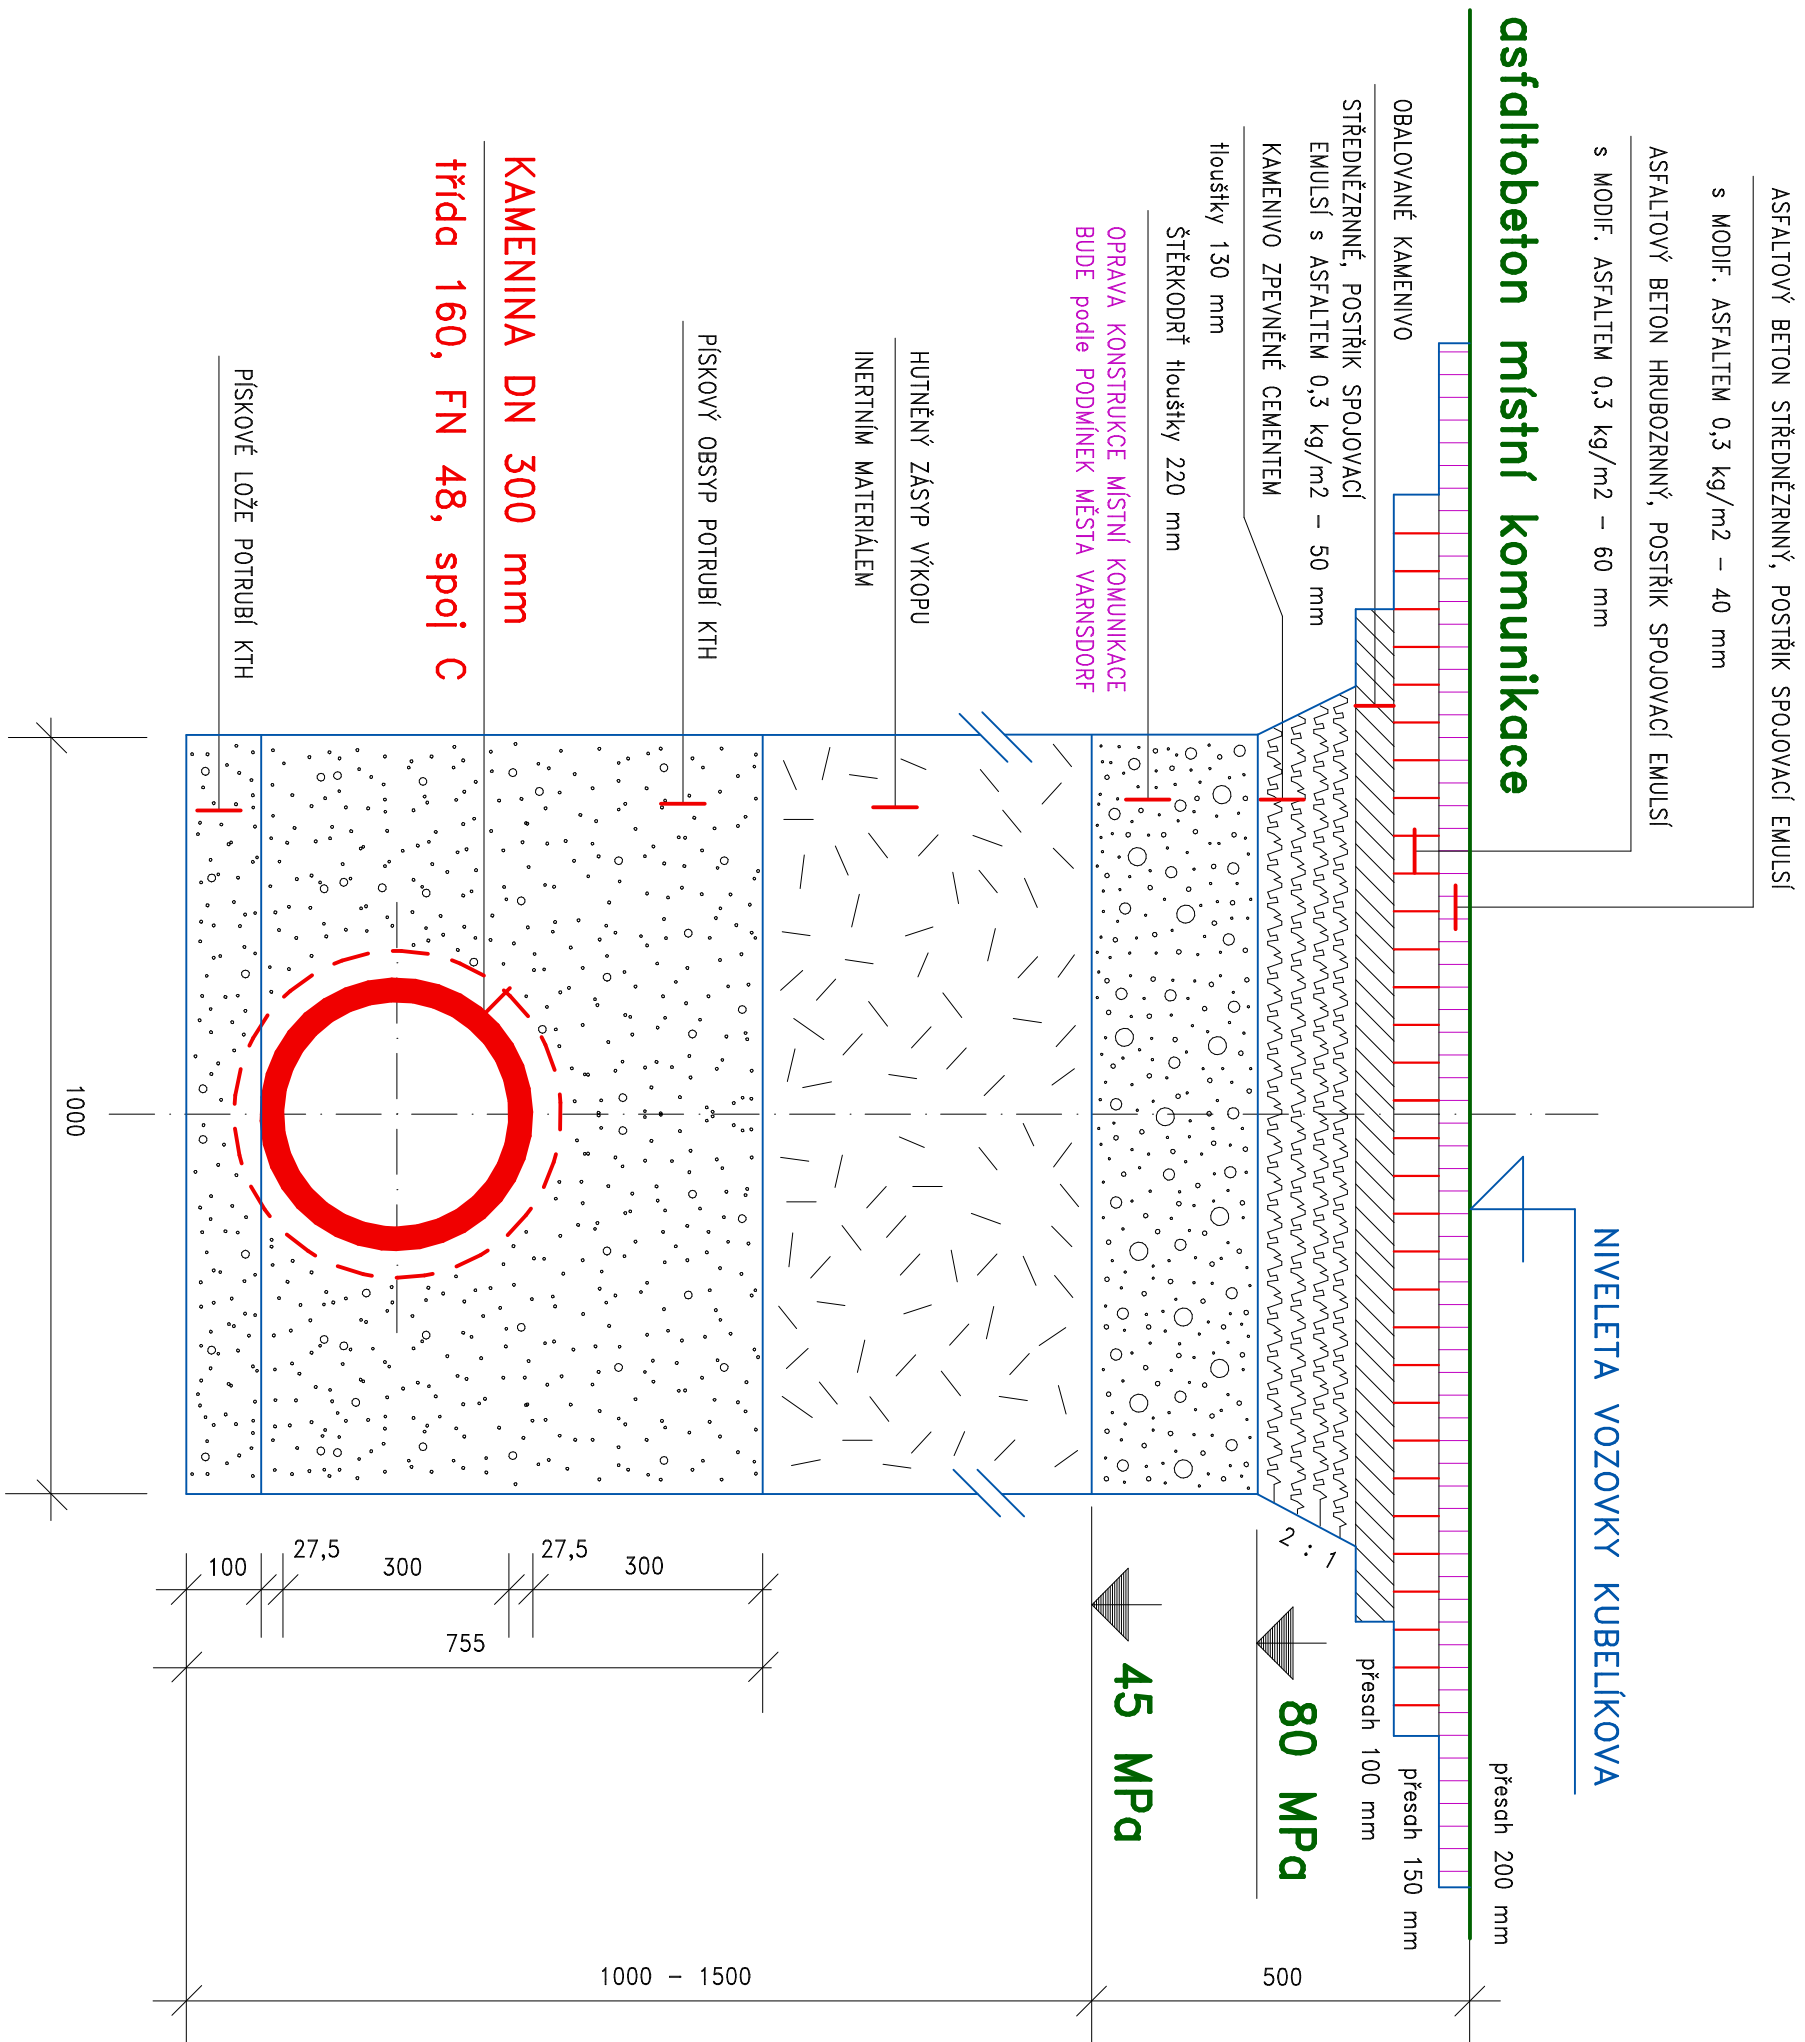 ASFALTOVÝ BETON STŘEDNĚZRNNÝ, POSTŘIK SPOJOVACÍ EMULSÍ
s MODIF. ASFALTEM 0,3 kg/m2 - 40 mm
ASFALTOVÝ BETON HRUBOZRNNÝ, POSTŘIK SPOJOVACÍ EMULSÍ
s MODIF. ASFALTEM 0,3 kg/m2 - 60 mm
NIVELETA VOZOVKY KUBELÍKOVA
asfaltobeton místní komunikace
přesah 200 mm
přesah 150 mm
přesah 100 mm
OBALOVANÉ KAMENIVO
STŘEDNĚZRNNÉ, POSTŘIK SPOJOVACÍ
EMULSÍ s ASFALTEM 0,3 kg/m2 - 50 mm
KAMENIVO ZPEVNĚNÉ CEMENTEM
tloušťky 130 mm
2 : 1
80 MPa
ŠTĚRKODRŤ tloušťky 220 mm
OPRAVA KONSTRUKCE MÍSTNÍ KOMUNIKACE
BUDE podle PODMÍNEK MĚSTA VARNSDORF
45 MPa
500
HUTNĚNÝ ZÁSYP VÝKOPU
INERTNÍM MATERIÁLEM
PÍSKOVÝ OBSYP POTRUBÍ KTH
KAMENINA DN 300 mm
třída 160, FN 48, spoj C
PÍSKOVÉ LOŽE POTRUBÍ KTH
300
27,5
300
27,5
100
755
1000 - 1500
1000